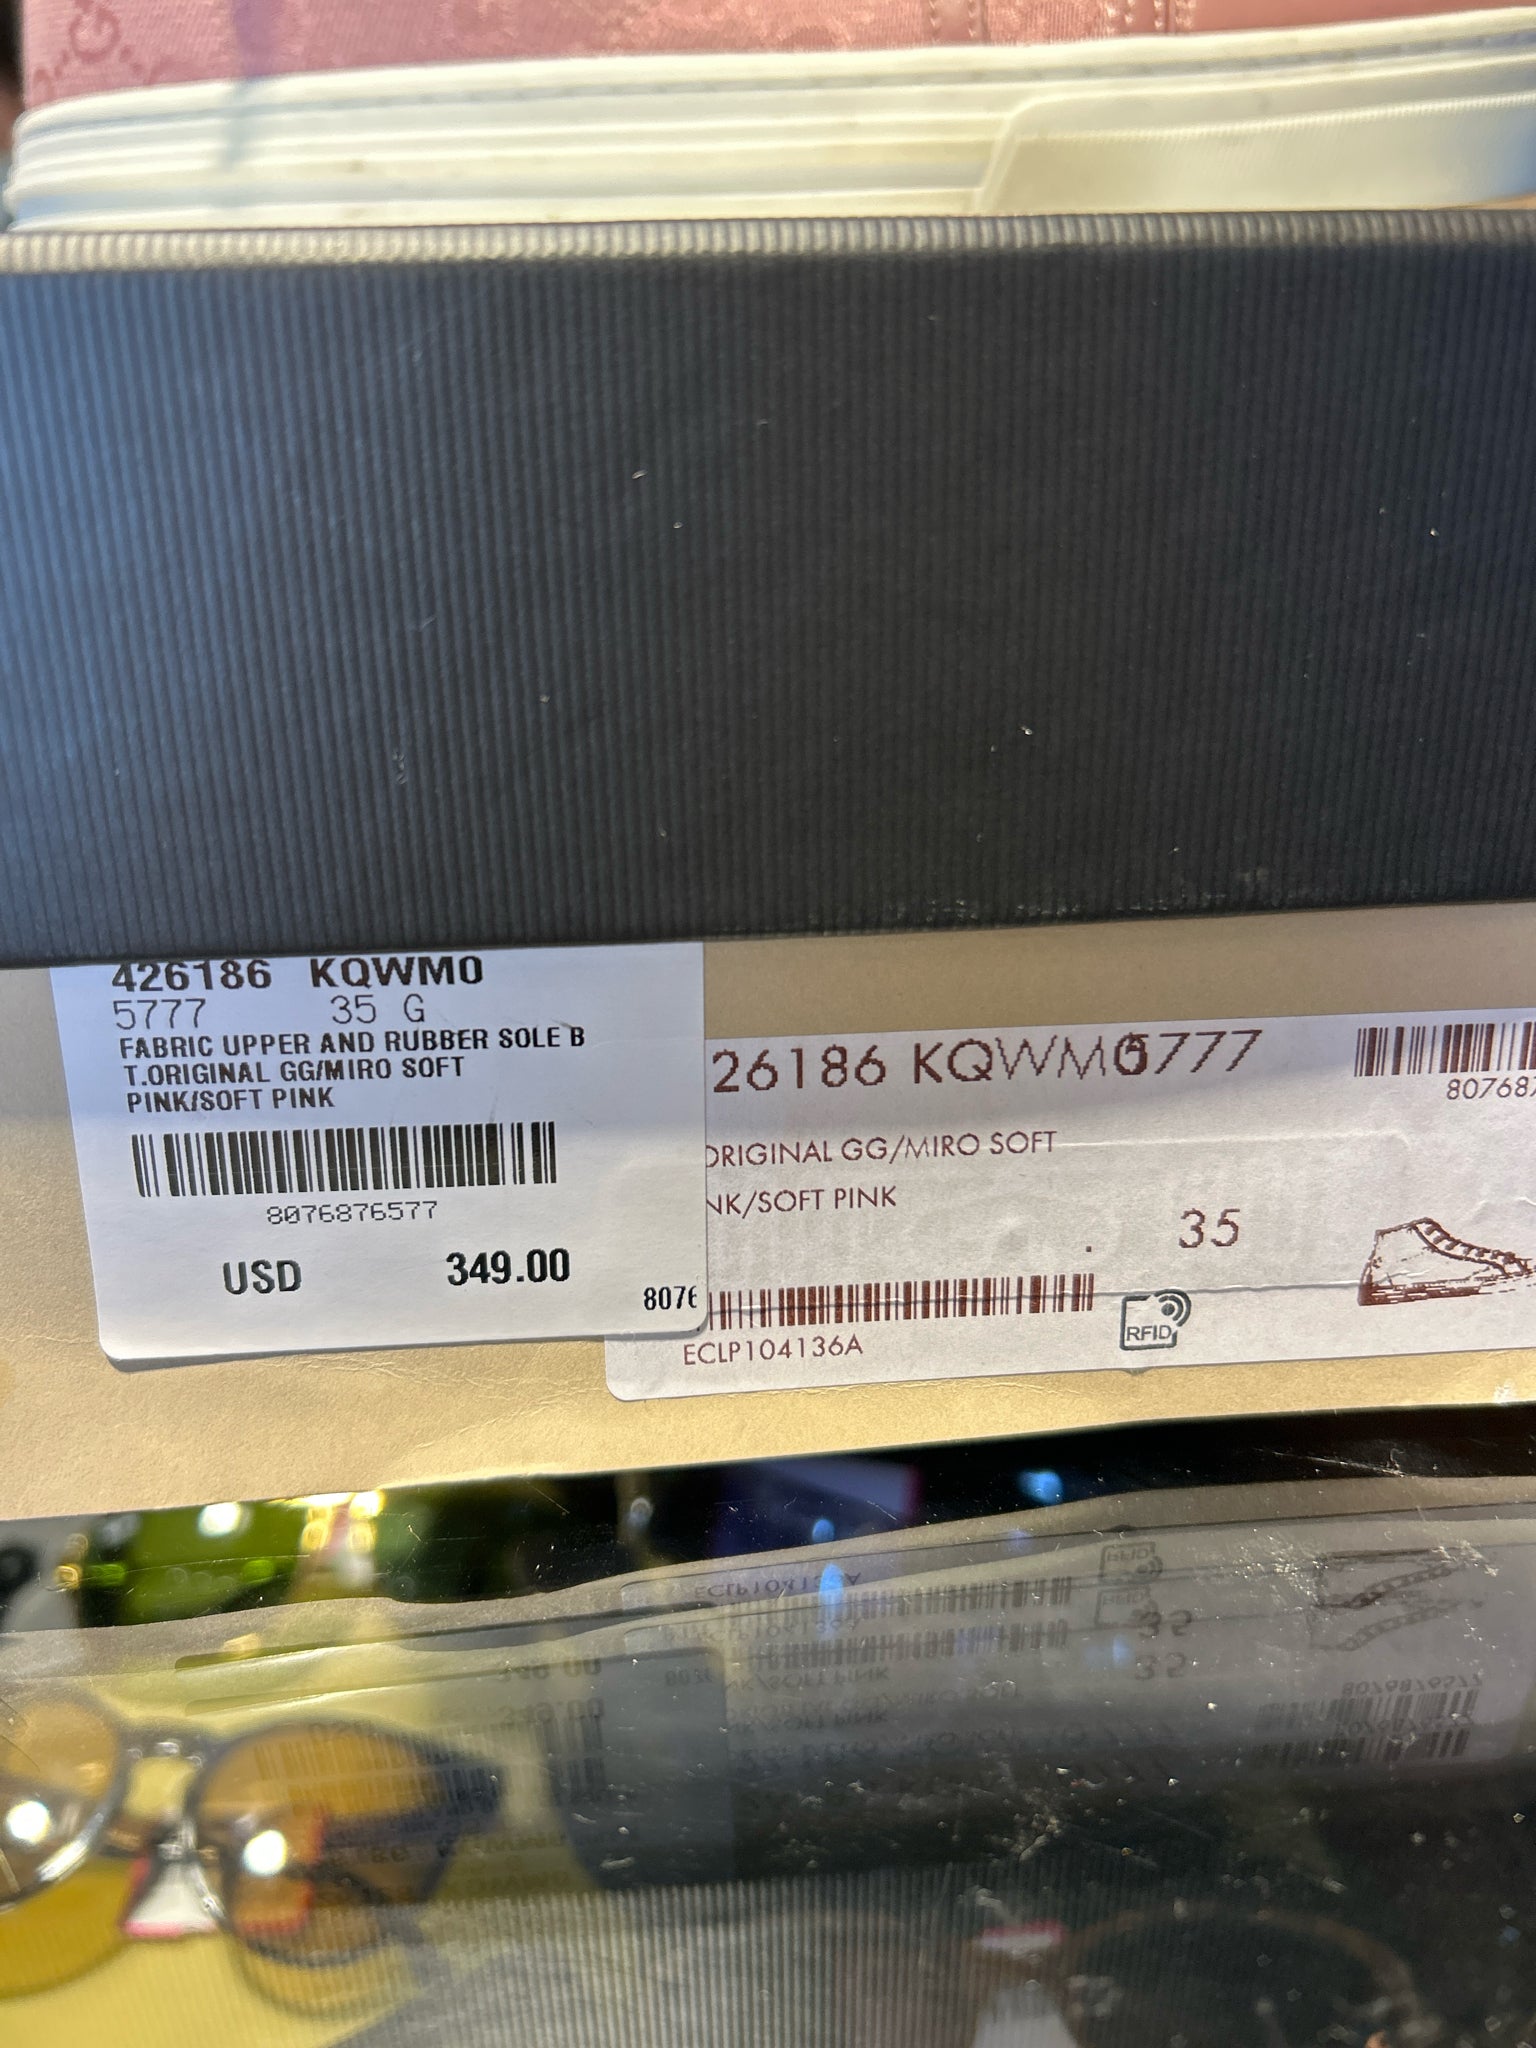 426186 KQWM0
5777 35 G
FABRIC UPPER AND RUBBER SOLE B
T.ORIGINAL GG/MIRO SOFT
PINK/SOFT PINK
8076876577
USD 349.00
8076
26186 KQWM05777
80768
ORIGINAL GG/MIRO SOFT
NK/SOFT PINK
35
ECLP104136A
RFID